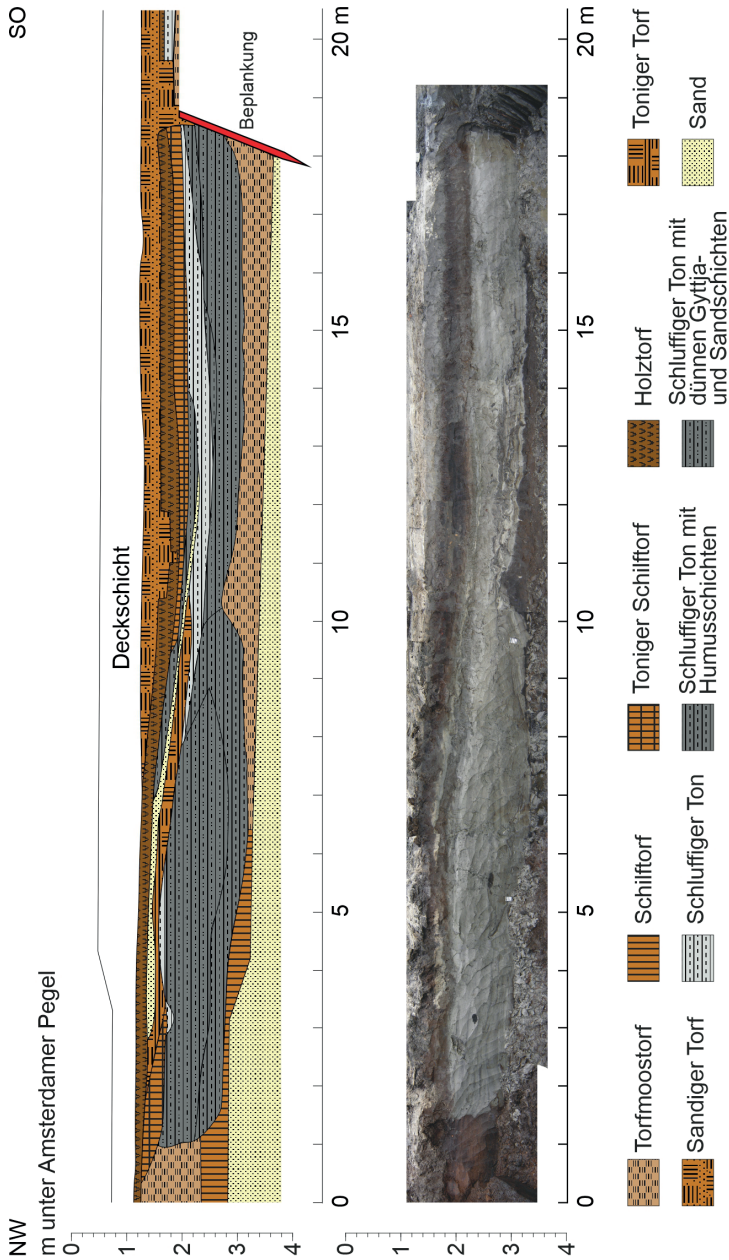 NW
SO
m unter Amsterdamer Pegel
0
1
2
3
4
Deckschicht
Beplankung
0
5
10
15
20 m
0
1
2
3
4
0
5
10
15
20 m
Torfmoostorf
Schilftorf
Toniger Schilftorf
Holztorf
Toniger Torf
Sandiger Torf
Schluffiger Ton
Schluffiger Ton mit
Humusschichten
Schluffiger Ton mit
dünnen Gyttja-
und Sandschichten
Sand